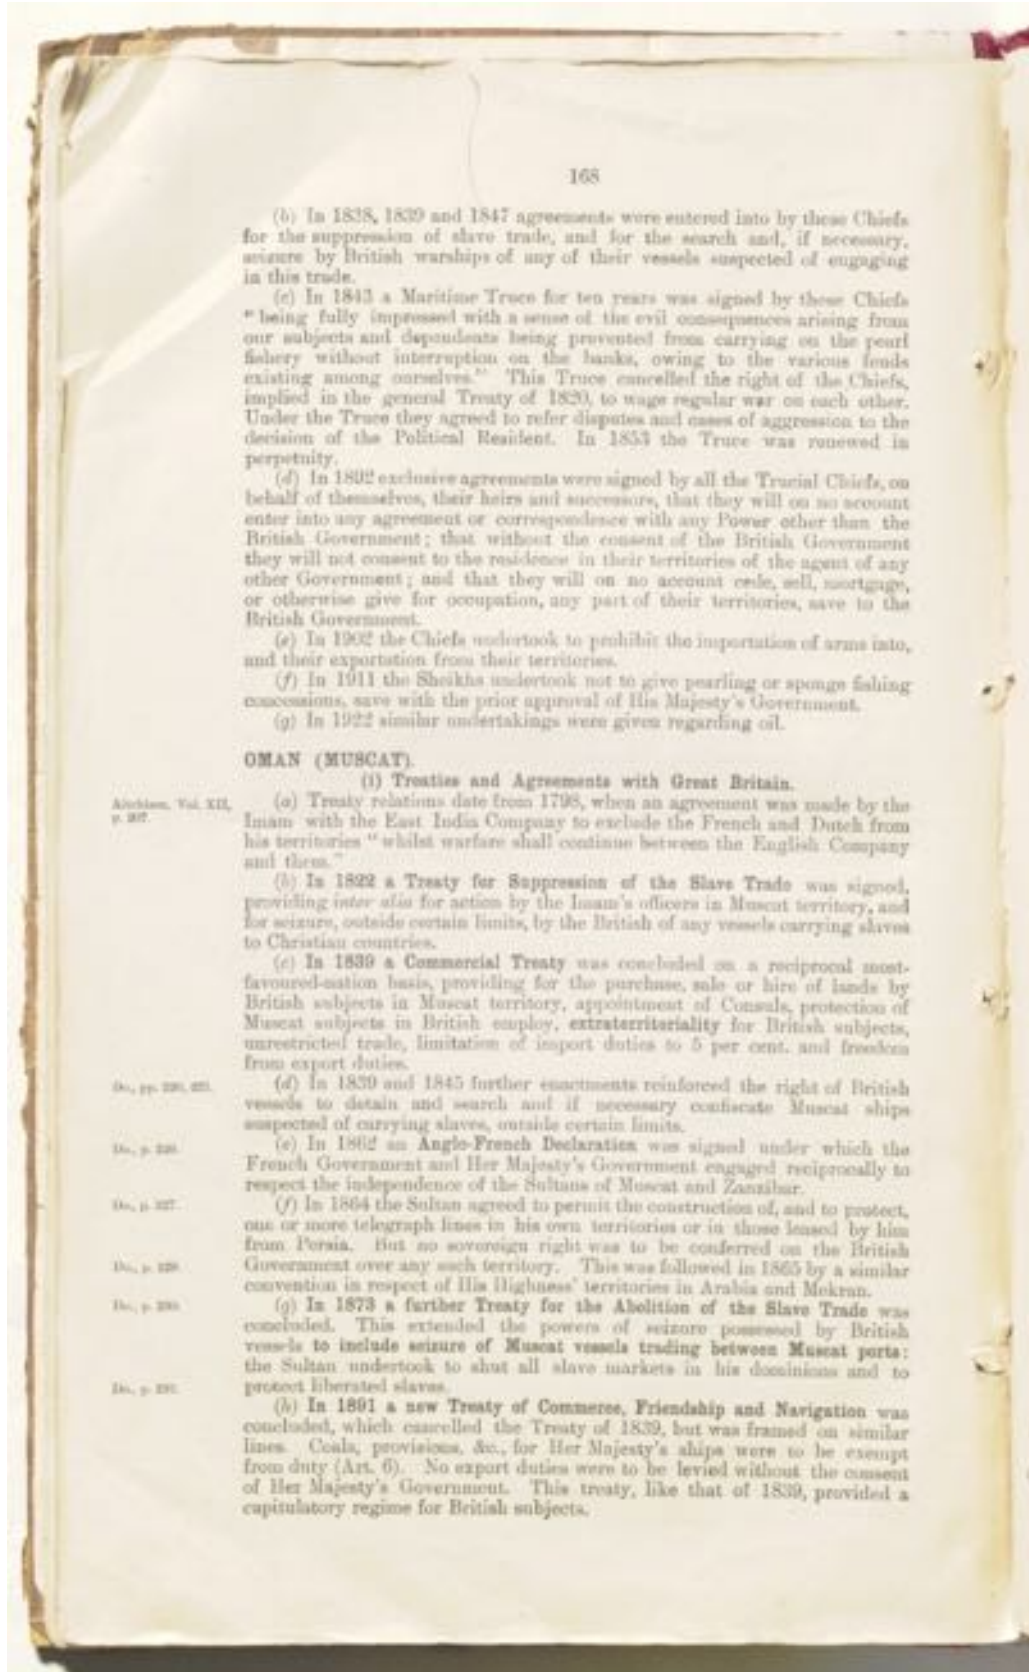 168
(b) In 1838, 1839 and 1847 agreements were entered into by these Chiefs
for the suppression of slave trade, and for the search and, if necessary,
seizure by British warships of any of their vessels suspected of engaging
in this trade.
(c) In 1843 a Maritime Truce for ten years was signed by these Chiefs
"being fully impressed with a sense of the evil consequences arising from
our subjects and dependents being prevented from carrying on the pearl
fishery without interruption on the banks, owing to the various feuds
existing among ourselves." This Truce cancelled the right of the Chiefs,
implied in the general Treaty of 1820, to wage regular war on each other.
Under the Truce they agreed to refer disputes and cases of aggression to the
decision of the Political Resident. In 1853 the Truce was renewed in
perpetuity.
(d) In 1892 exclusive agreements were signed by all the Trucial Chiefs, on
behalf of themselves, their heirs and successors, that they will on no account
enter into any agreement or correspondence with any Power other than the
British Government; that without the consent of the British Government
they will not consent to the residence in their territories of the agent of any
other Government; and that they will on no account cede, sell, mortgage,
or otherwise give for occupation, any part of their territories, save to the
British Government.
(e) In 1902 the Chiefs undertook to prohibit the importation of arms into,
and their exportation from their territories.
(f) In 1911 the Sheikhs undertook not to give pearling or sponge fishing
concessions, save with the prior approval of His Majesty's Government.
(g) In 1922 similar undertakings were given regarding oil.
OMAN (MUSCAT).
(i) Treaties and Agreements with Great Britain.
Aitchison, Vol. XII,
p. 207.
(a) Treaty relations date from 1798, when an agreement was made by the
Imam with the East India Company to exclude the French and Dutch from
his territories "whilst warfare shall continue between the English Company
and them."
(b) In 1822 a Treaty for Suppression of the Slave Trade was signed,
providing inter alia for action by the Imam's officers in Muscat territory, and
for seizure, outside certain limits, by the British of any vessels carrying slaves
to Christian countries.
(c) In 1839 a Commercial Treaty was concluded on a reciprocal most-
favoured-nation basis, providing for the purchase, sale or hire of lands by
British subjects in Muscat territory, appointment of Consuls, protection of
Muscat subjects in British employ, extraterritoriality for British subjects,
unrestricted trade, limitation of import duties to 5 per cent. and freedom
from export duties.
Do., pp.
(d) In 1839 and 1845 further enactments reinforced the right of British
vessels to detain and search and if necessary confiscate Muscat ships
suspected of carrying slaves, outside certain limits.
Do., p.
(e) In 1862 an Anglo-French Declaration was signed under which the
French Government and Her Majesty's Government engaged reciprocally to
respect the independence of the Sultans of Muscat and Zanzibar.
Do., p. 227.
(f) In 1864 the Sultan agreed to permit the construction of, and to protect,
one or more telegraph lines in his own territories or in those leased by him
from Persia. But no sovereign right was to be conferred on the British
Do., p.
Government over any such territory. This was followed in 1865 by a similar
convention in respect of His Highness' territories in Arabia and Mekran.
Do., p.
(g) In 1873 a further Treaty for the Abolition of the Slave Trade was
concluded. This extended the powers of seizure possessed by British
vessels to include seizure of Muscat vessels trading between Muscat ports:
the Sultan undertook to shut all slave markets in his dominions and to
protect liberated slaves.
Do., p.
(h) In 1891 a new Treaty of Commerce, Friendship and Navigation was
concluded, which cancelled the Treaty of 1839, but was framed on similar
lines. Coals, provisions, &c., for Her Majesty's ships were to be exempt
from duty (Art. 6). No export duties were to be levied without the consent
of Her Majesty's Government. This treaty, like that of 1839, provided a
capitulatory regime for British subjects.